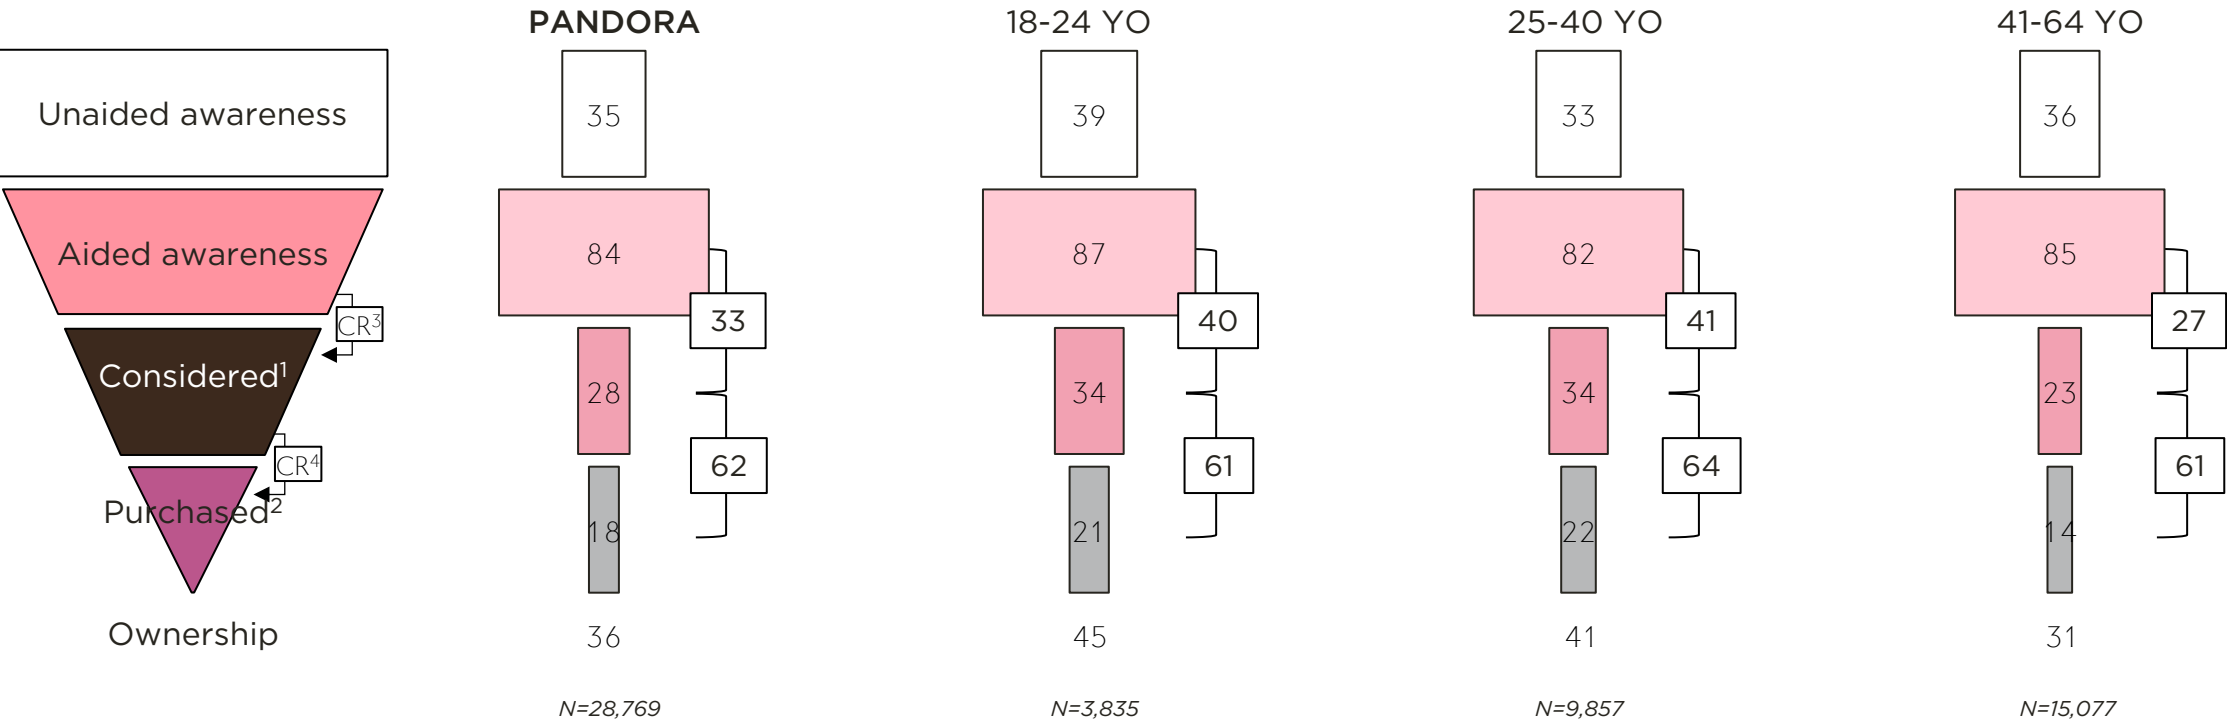 PANDORA 18-24 YO 25-40 YO 41-64 YO
Unaided awareness 35 39 33 36
Aided awareness 84 87 82 85
CR³ 33 40 41 27
Considered¹ 28 34 34 23
CR⁴ 62 61 64 61
Purchased² 18 21 22 14
Ownership 36 45 41 31
N=28,769 N=3,835 N=9,857 N=15,077